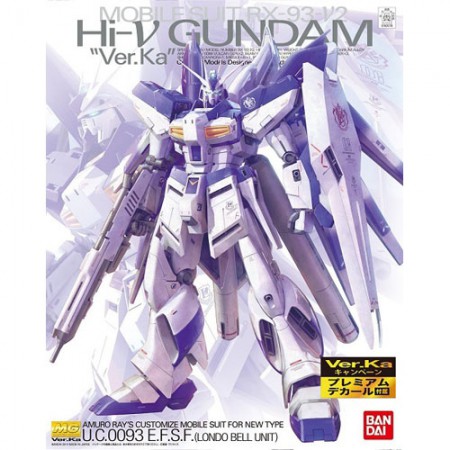 MOBILE SUIT RX-93-ν2
Hi-ν GUNDAM
"Ver.Ka"
Ver.Ka
キャンペーン
プレミアム
デカール付属
MG
Ver.Ka
AMURO RAY'S CUSTOMIZE MOBILE SUIT FOR NEW TYPE
U.C.0093 E.F.S.F.(LONDO BELL UNIT)
BAN
DAI